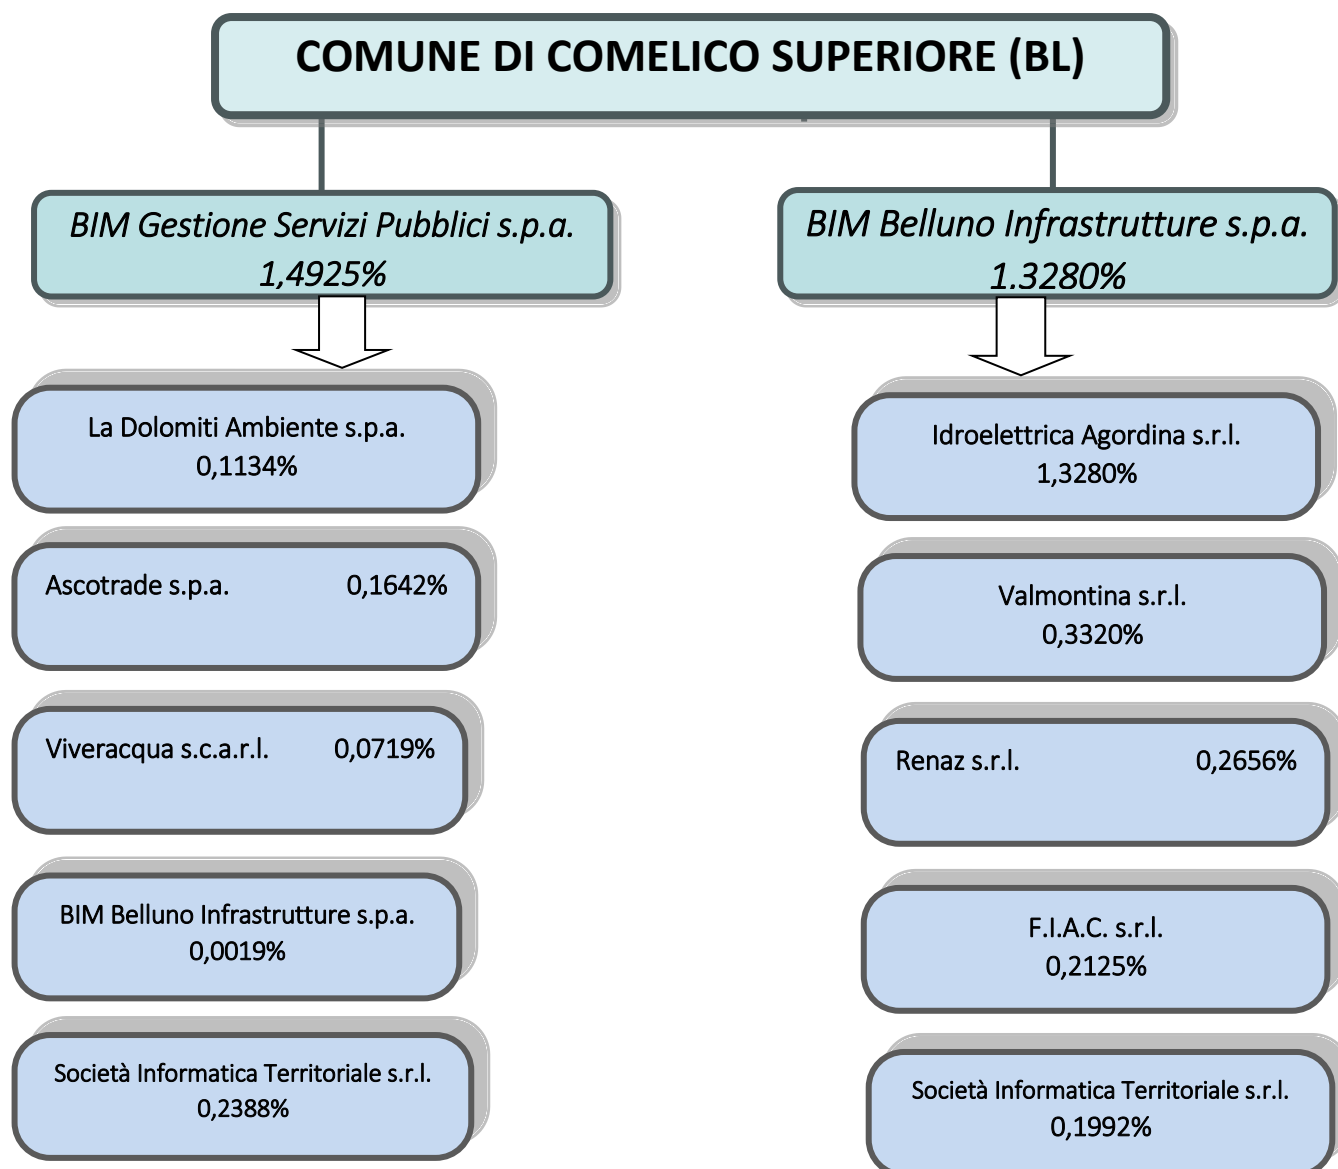 COMUNE DI COMELICO SUPERIORE (BL)
BIM Gestione Servizi Pubblici s.p.a.
1,4925%
La Dolomiti Ambiente s.p.a.
0,1134%
Ascotrade s.p.a. 0,1642%
Viveracqua s.c.a.r.l. 0,0719%
BIM Belluno Infrastrutture s.p.a.
0,0019%
Società Informatica Territoriale s.r.l.
0,2388%
BIM Belluno Infrastrutture s.p.a.
1.3280%
Idroelettrica Agordina s.r.l.
1,3280%
Valmontina s.r.l.
0,3320%
Renaz s.r.l. 0,2656%
F.I.A.C. s.r.l.
0,2125%
Società Informatica Territoriale s.r.l.
0,1992%